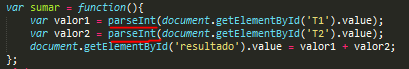 var sumar = function(){
var valor1 = parseInt(document.getElementById('T1').value);
var valor2 = parseInt(document.getElementById('T2').value);
document.getElementById('resultado').value = valor1 + valor2;
};